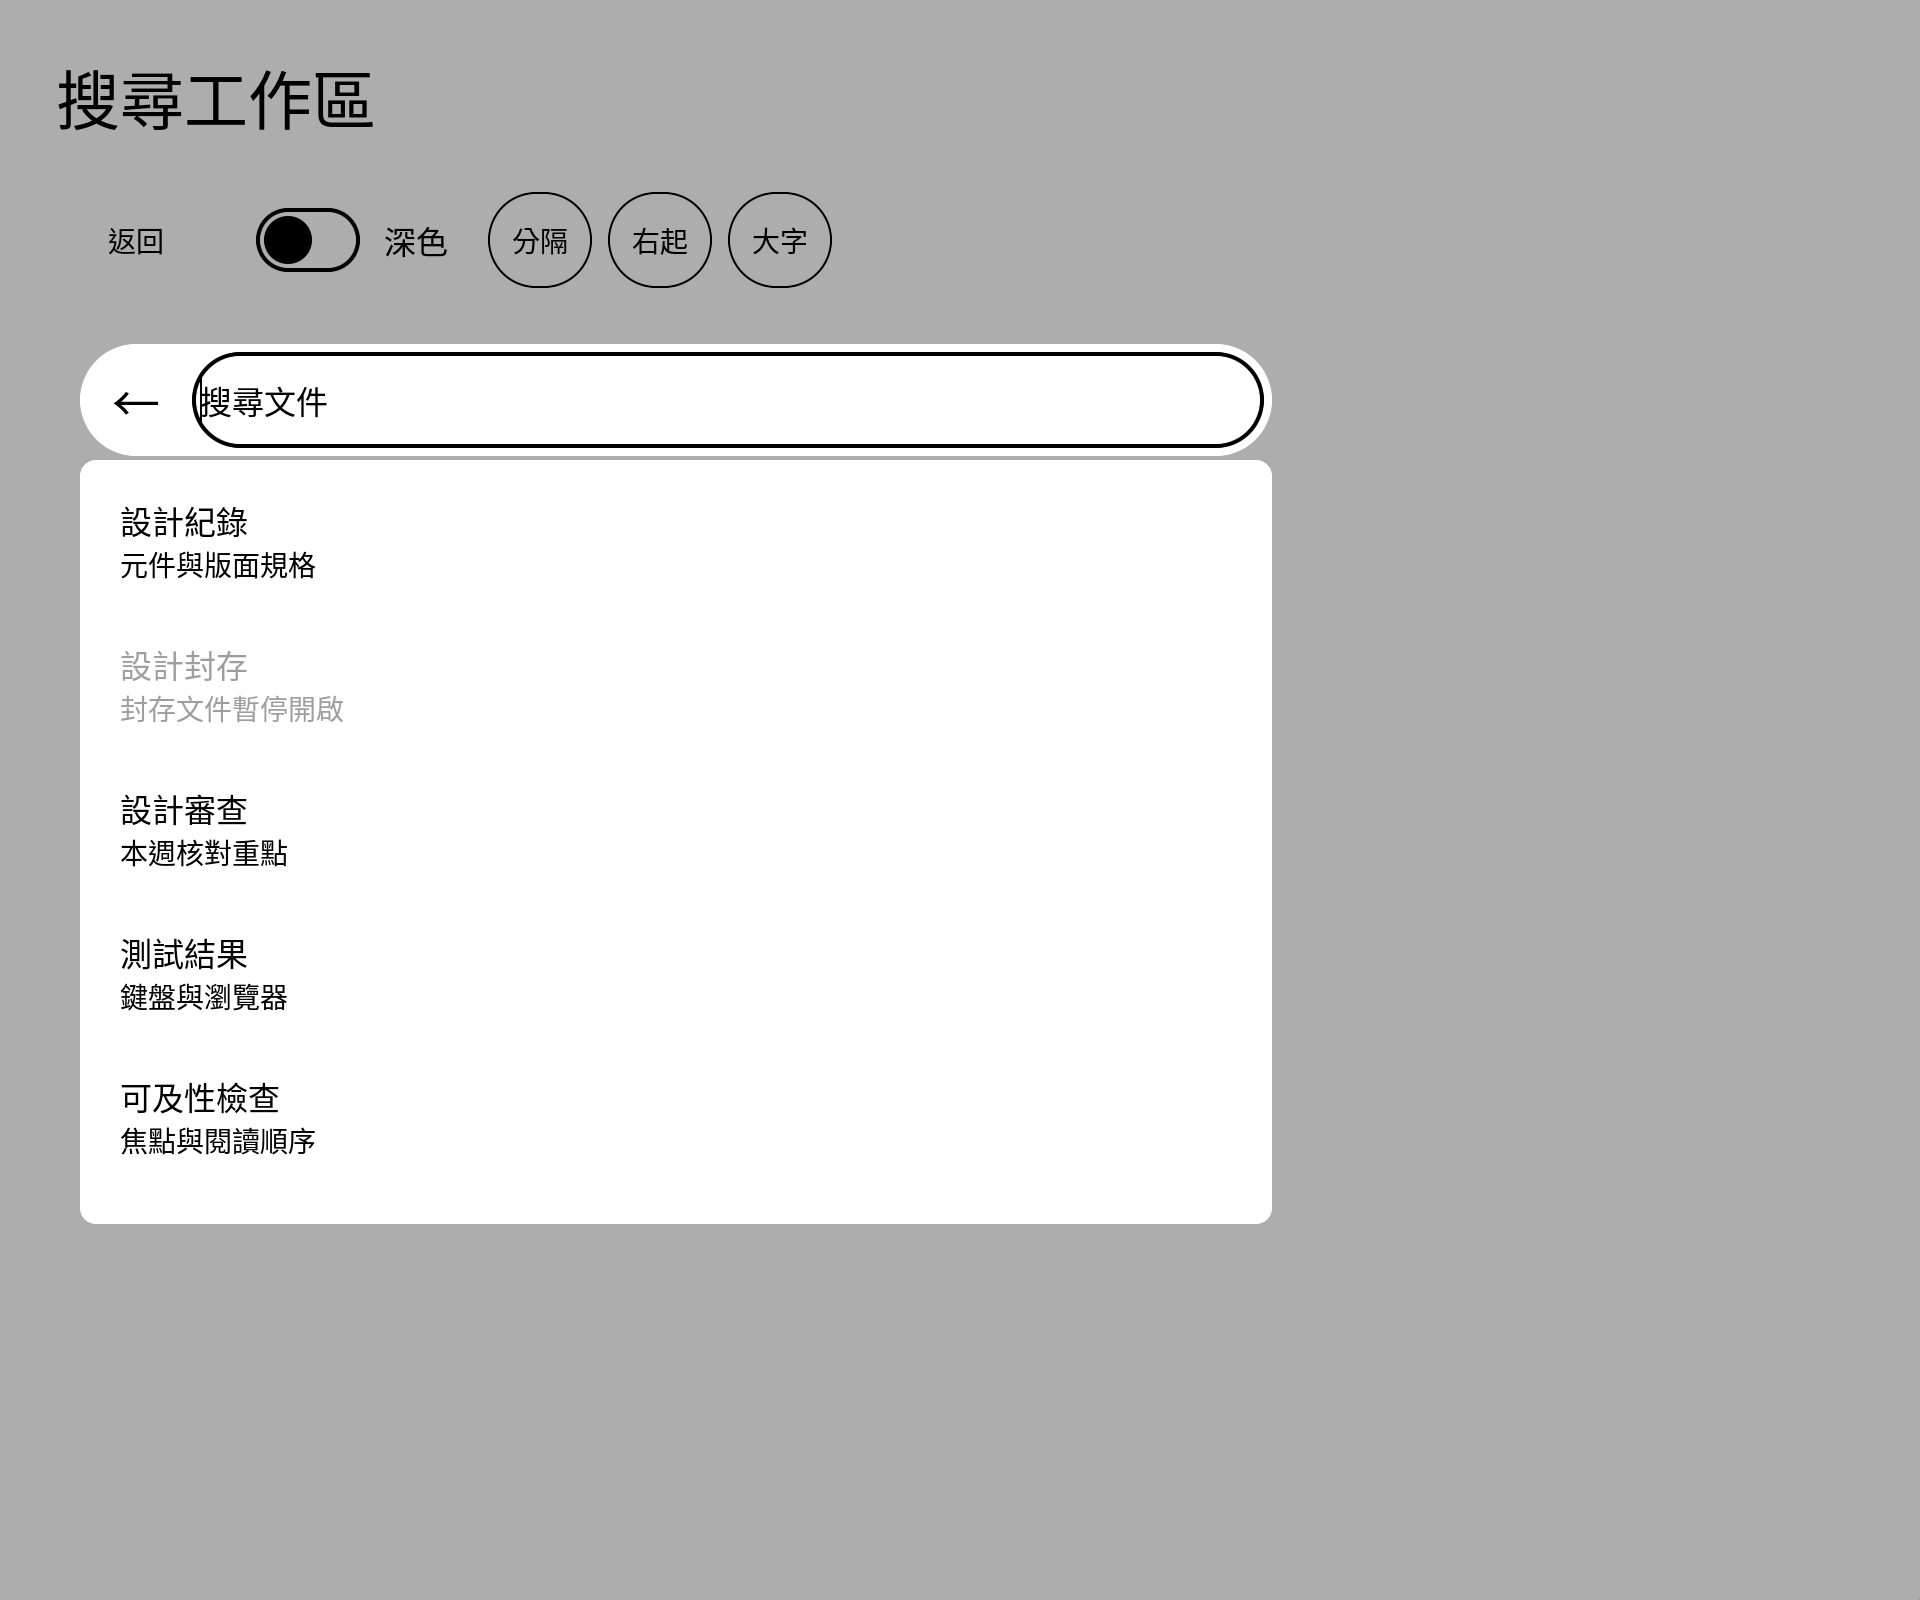 搜尋工作區
返回 深色 分隔 右起 大字
← 搜尋文件
設計紀錄
元件與版面規格
設計封存
封存文件暫停開啟
設計審查
本週核對重點
測試結果
鍵盤與瀏覽器
可及性檢查
焦點與閱讀順序